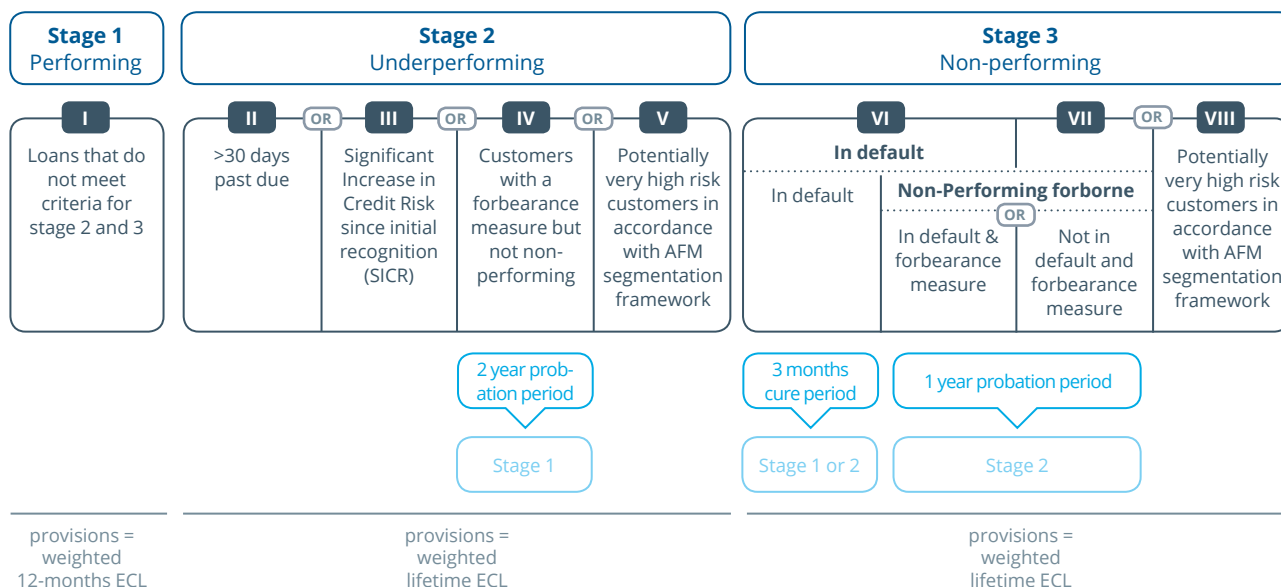 Stage 1
Performing
Stage 2
Underperforming
Stage 3
Non-performing
I
Loans that do
not meet
criteria for
stage 2 and 3
II
>30 days
past due
OR
III
Significant
Increase in
Credit Risk
since initial
recognition
(SICR)
OR
IV
Customers
with a
forbearance
measure but
not non-
performing
OR
V
Potentially
very high risk
customers in
accordance
with AFM
segmentation
framework
VI
VII
In default
In default
Non-Performing forborne
OR
In default &
forbearance
measure
Not in
default and
forbearance
measure
OR
VIII
Potentially
very high risk
customers in
accordance
with AFM
segmentation
framework
2 year prob-
ation period
Stage 1
3 months
cure period
Stage 1 or 2
1 year probation period
Stage 2
provisions =
weighted
12-months ECL
provisions =
weighted
lifetime ECL
provisions =
weighted
lifetime ECL